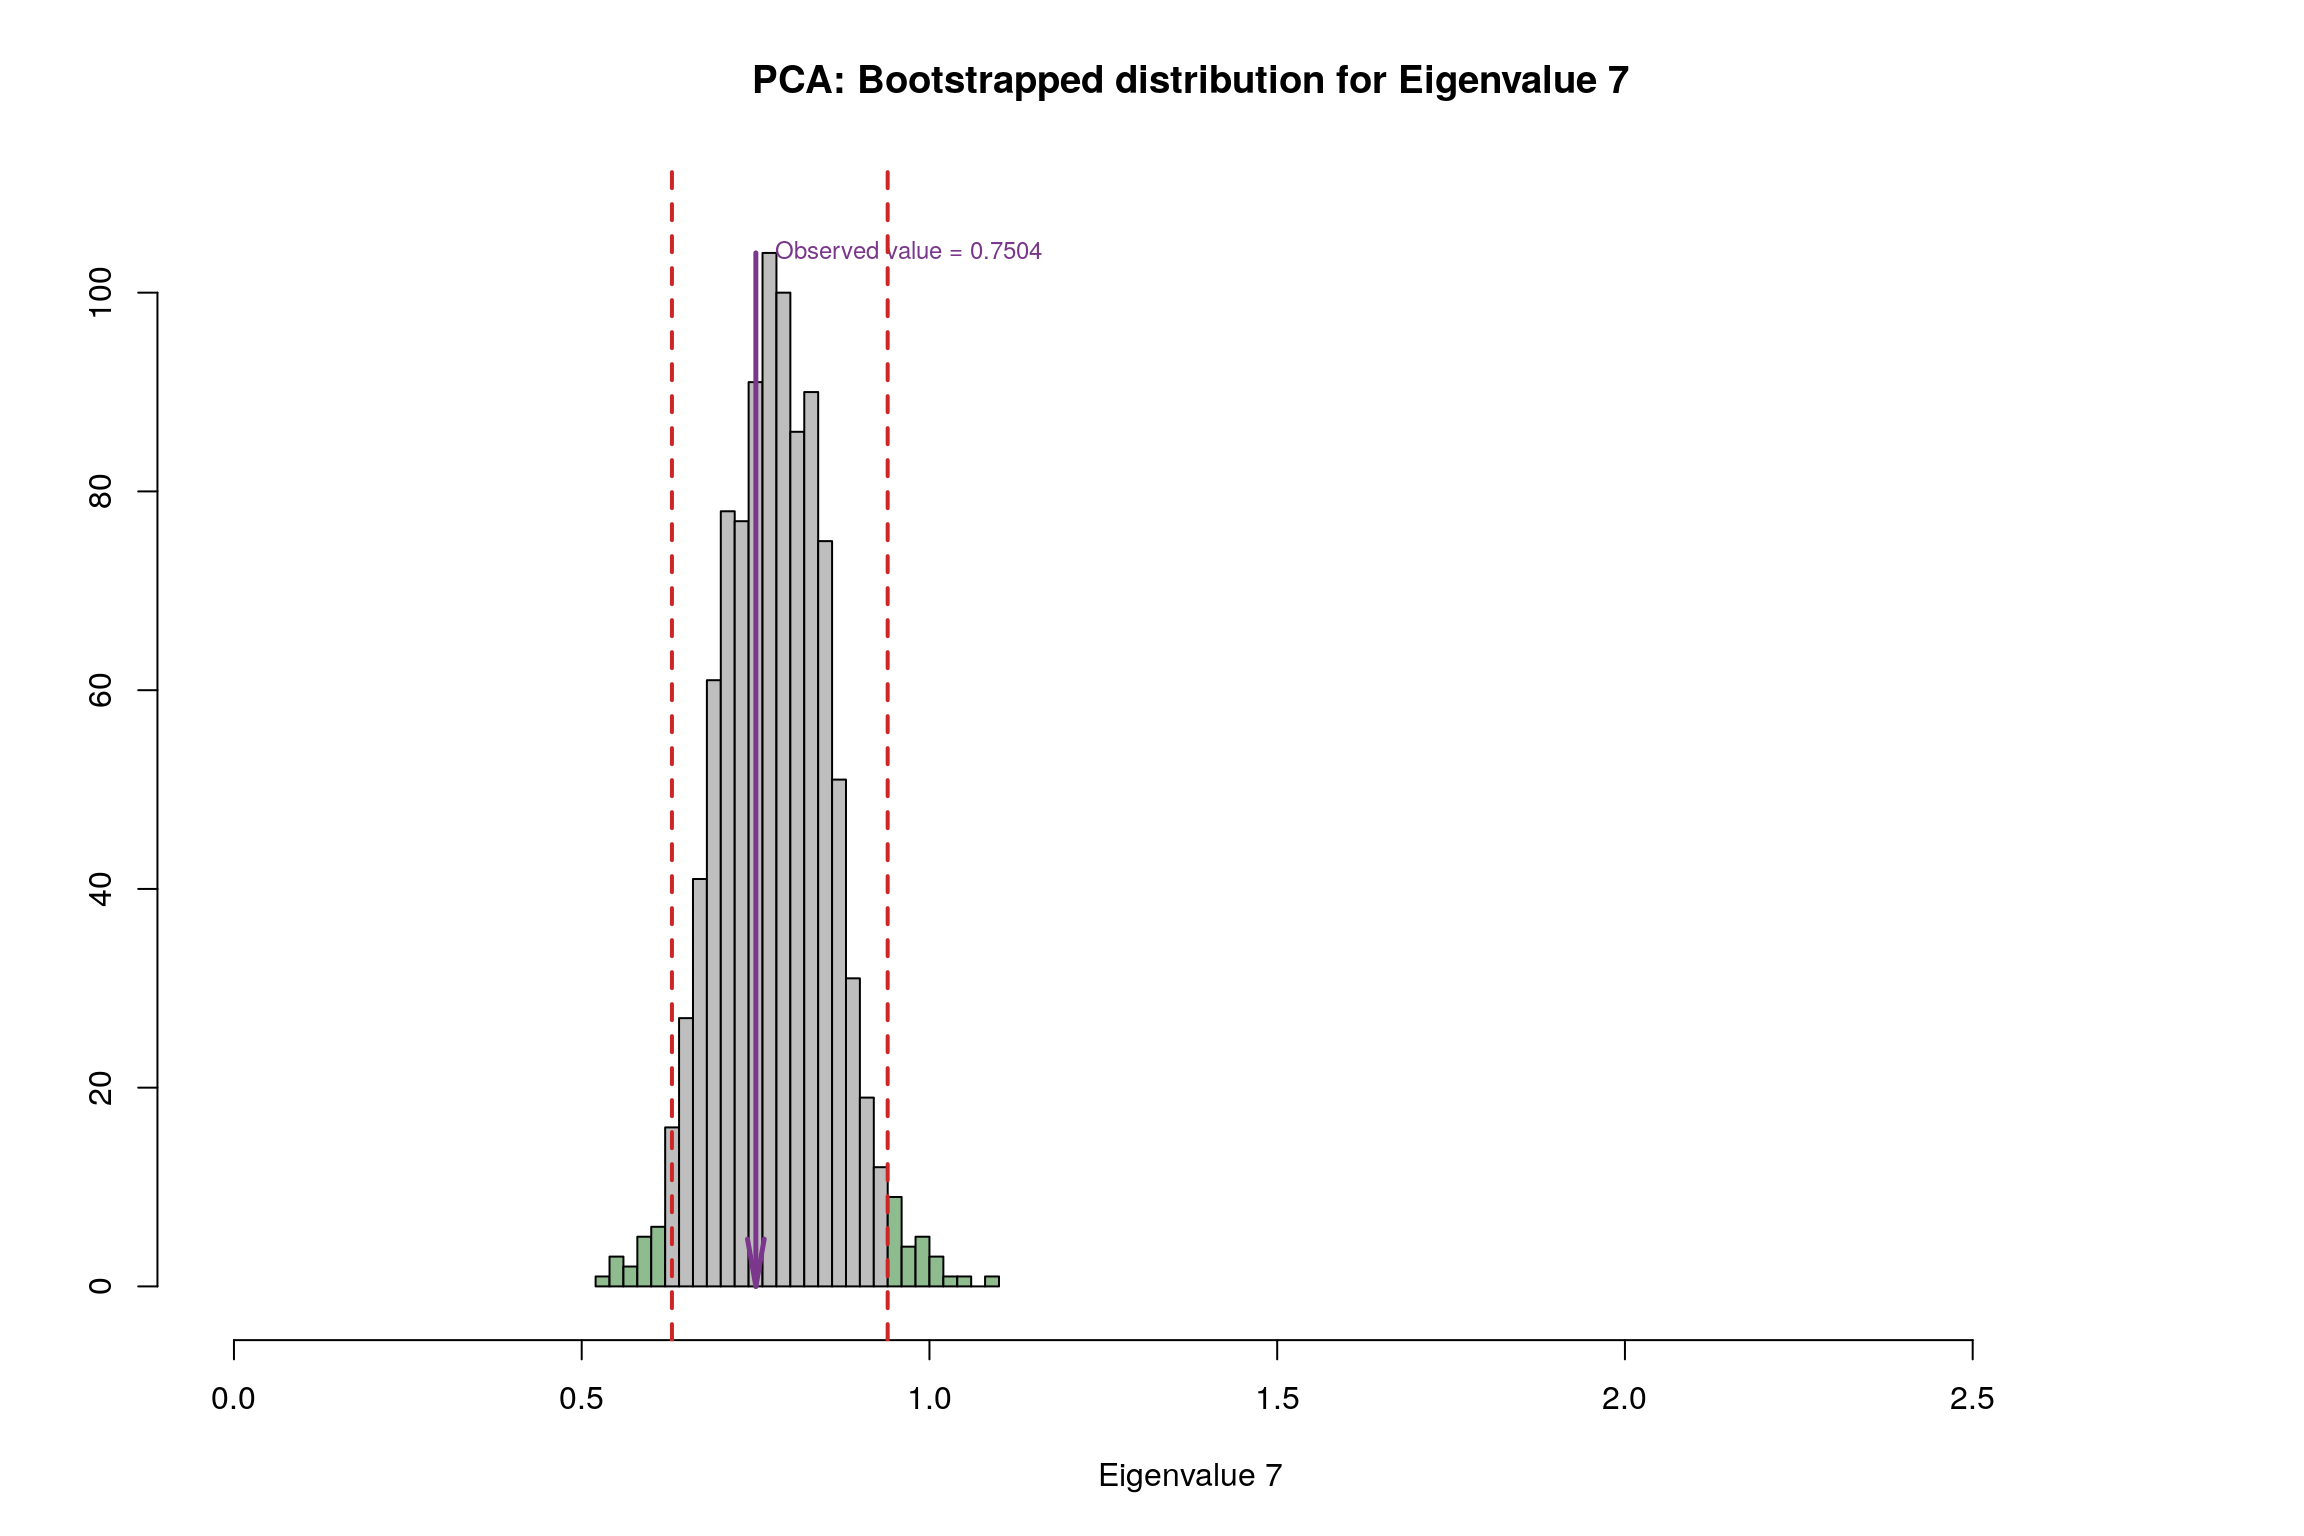 PCA: Bootstrapped distribution for Eigenvalue 7
Observed value = 0.7504
100
80
60
40
20
0
0.0 0.5 1.0 1.5 2.0 2.5
Eigenvalue 7